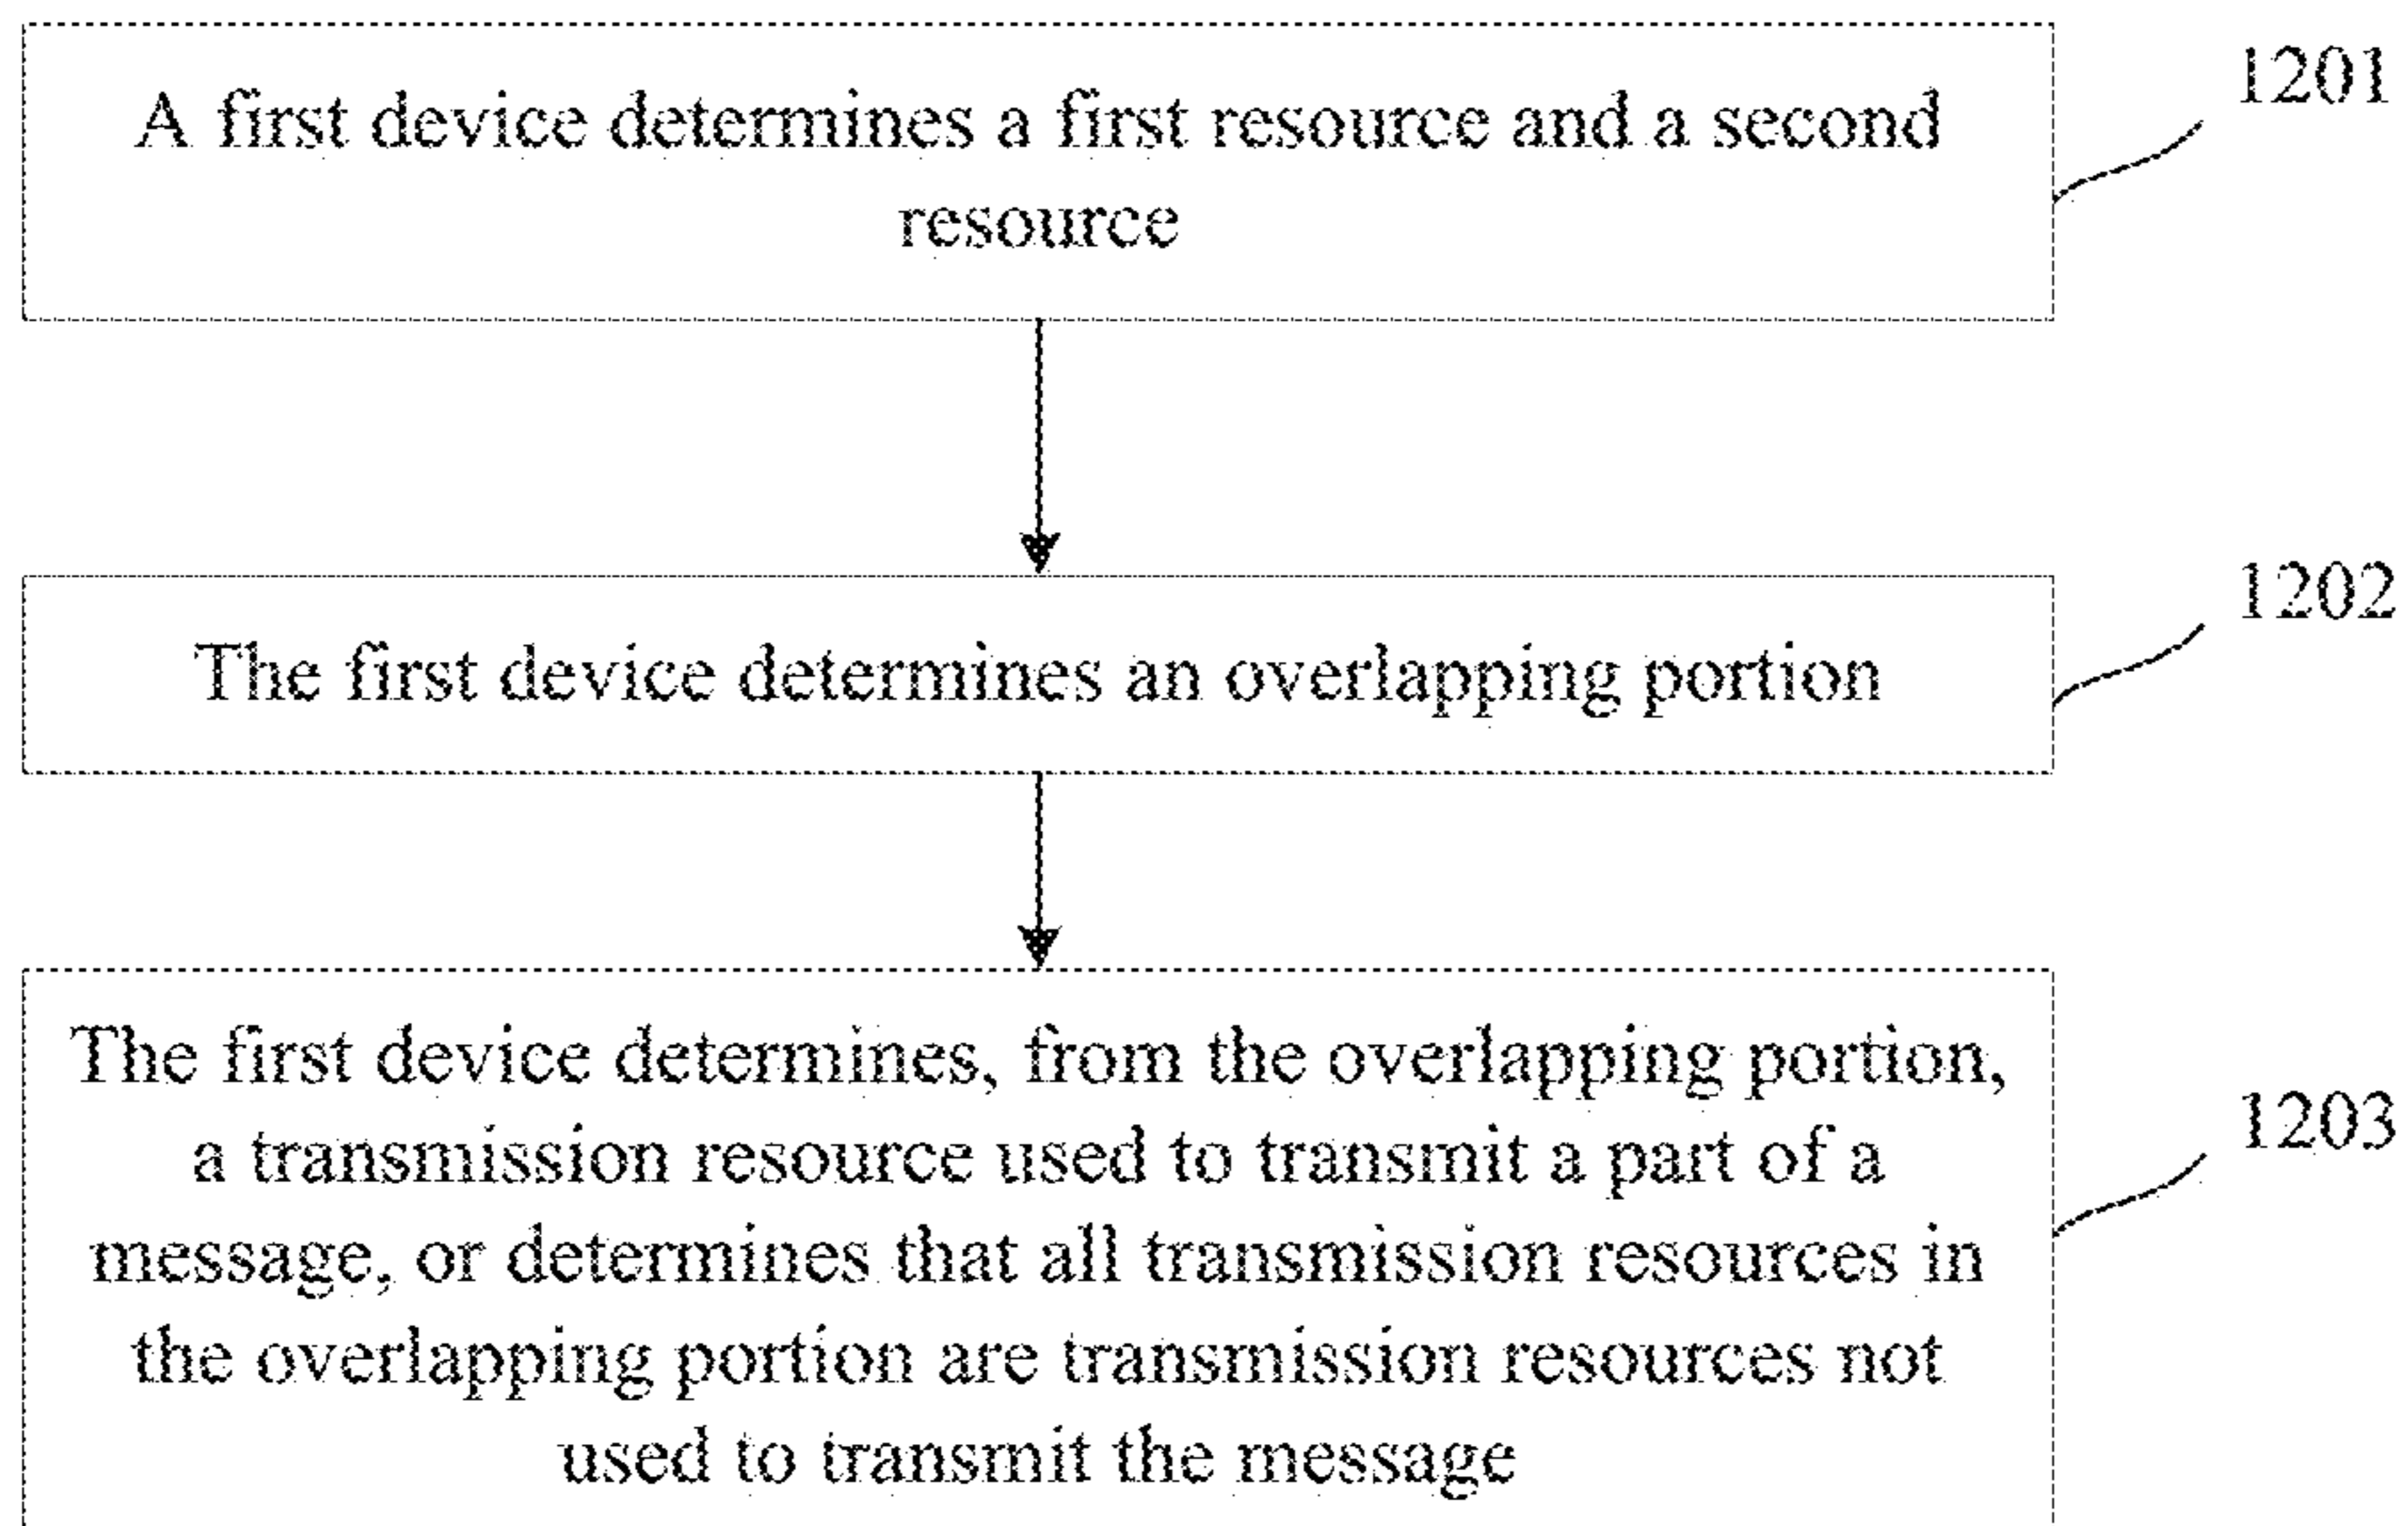 A first device determines a first resource and a second
resource
1201
The first device determines an overlapping portion
1202
The first device determines, from the overlapping portion,
a transmission resource used to transmit a part of a
message, or determines that all transmission resources in
the overlapping portion are transmission resources not
used to transmit the message
1203